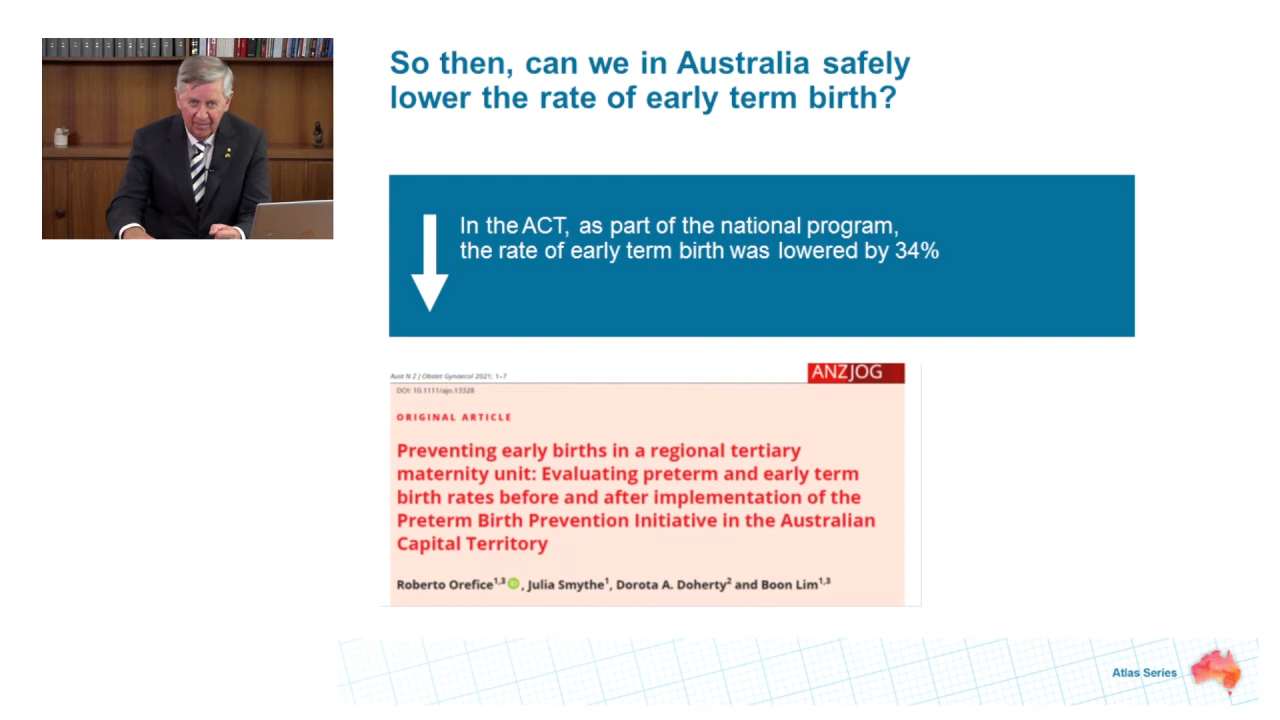 So then, can we in Australia safely
lower the rate of early term birth?
In the ACT, as part of the national program,
the rate of early term birth was lowered by 34%
Aust N Z J Obstet Gynaecol 2021; 1–7
ANZJOG
DOI: 10.1111/ajo.13328
ORIGINAL ARTICLE
Preventing early births in a regional tertiary
maternity unit: Evaluating preterm and early term
birth rates before and after implementation of the
Preterm Birth Prevention Initiative in the Australian
Capital Territory
Roberto Orefice1,3 iD, Julia Smythe1, Dorota A. Doherty2 and Boon Lim1,3
Atlas Series